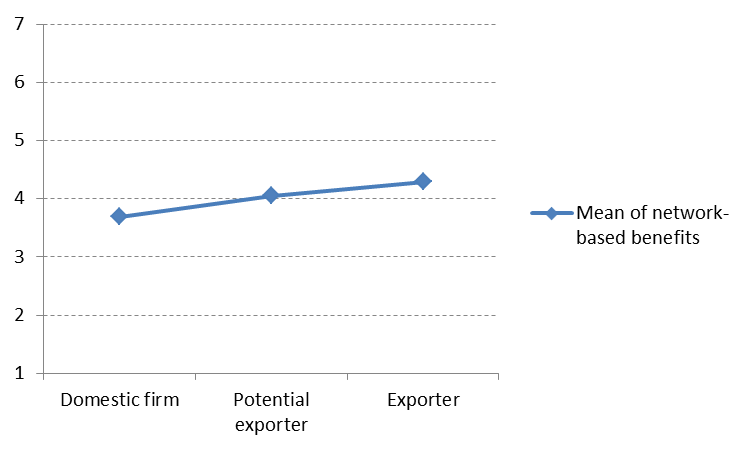 7
6
5
4
3
2
1
Domestic firm
Potential
exporter
Exporter
Mean of network-
based benefits